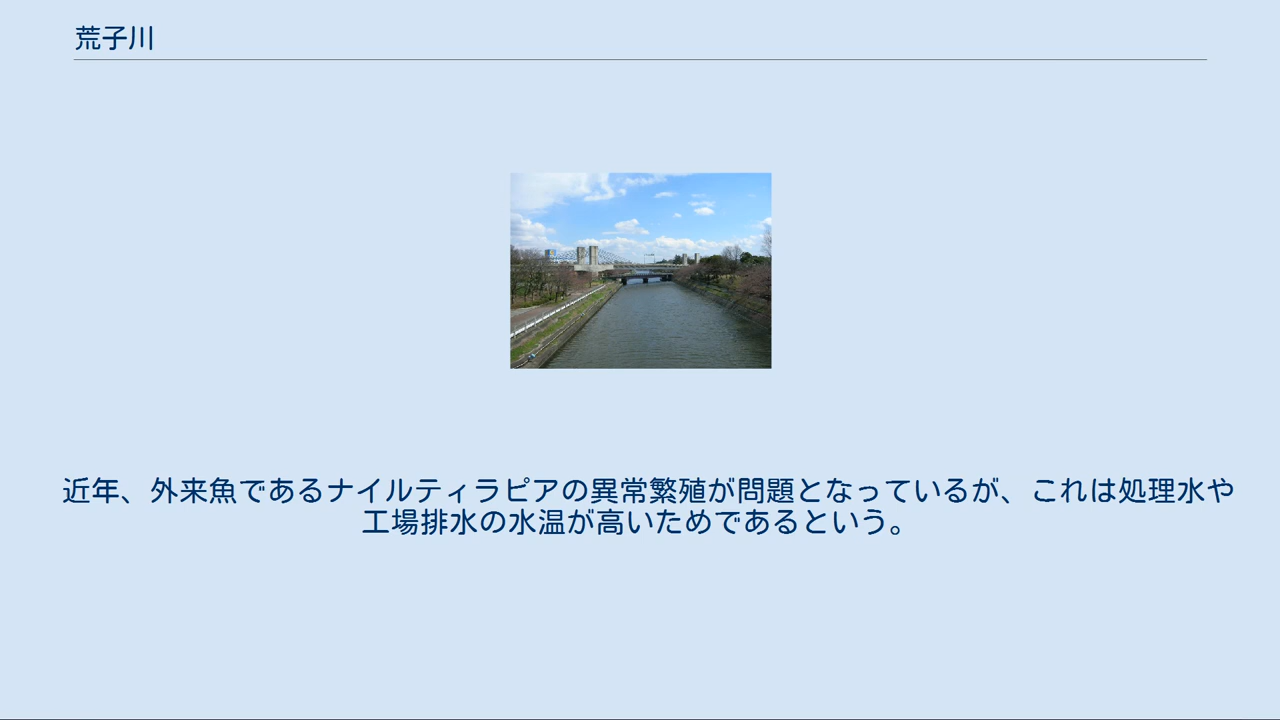 荒子川
近年、外来魚であるナイルティラピアの異常繁殖が問題となっているが、これは処理水や
工場排水の水温が高いためであるという。